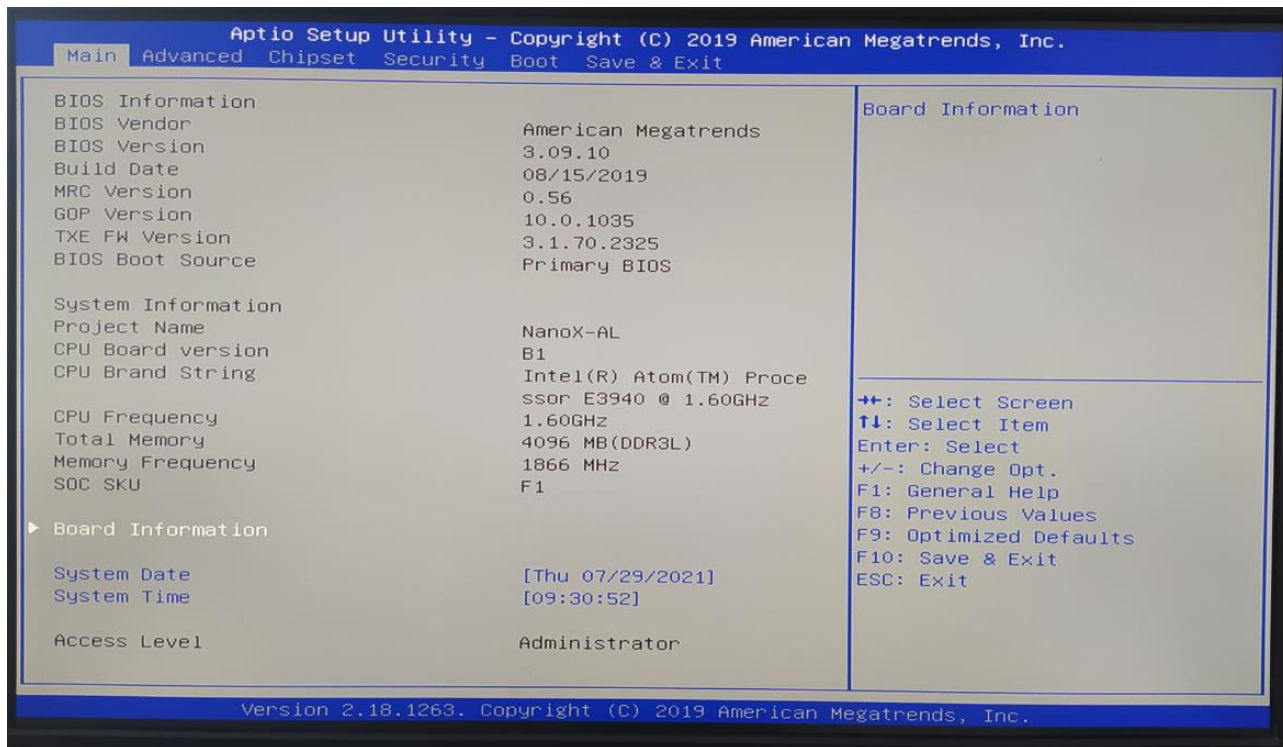 Aptio Setup Utility – Copyright (C) 2019 American Megatrends, Inc.
Main Advanced Chipset Security Boot Save & Exit
BIOS Information
BIOS Vendor American Megatrends
BIOS Version 3.09.10
Build Date 08/15/2019
MRC Version 0.56
GOP Version 10.0.1035
TXE FW Version 3.1.70.2325
BIOS Boot Source Primary BIOS
System Information
Project Name NanoX-AL
CPU Board version B1
CPU Brand String Intel(R) Atom(TM) Proce
ssor E3940 @ 1.60GHz
CPU Frequency 1.60GHz
Total Memory 4096 MB(DDR3L)
Memory Frequency 1866 MHz
SOC SKU F1
► Board Information
System Date [Thu 07/29/2021]
System Time [09:30:52]
Access Level Administrator
Board Information
→←: Select Screen
↑↓: Select Item
Enter: Select
+/-: Change Opt.
F1: General Help
F8: Previous Values
F9: Optimized Defaults
F10: Save & Exit
ESC: Exit
Version 2.18.1263. Copyright (C) 2019 American Megatrends, Inc.